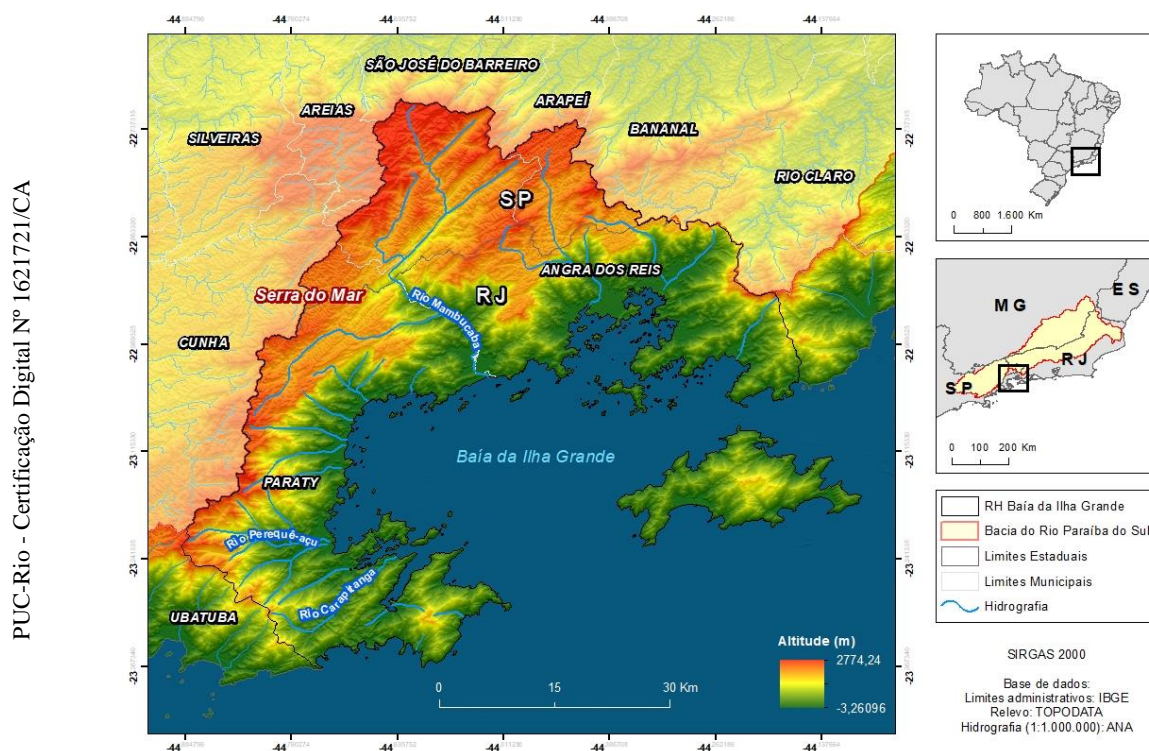 PUC-Rio - Certificação Digital Nº 1621721/CA
SÃO JOSÉ DO BARREIRO
ARAPEÍ
AREIAS
BANANAL
SILVEIRAS
RIO CLARO
SP
ANGRA DOS REIS
Serra do Mar
RJ
Rio Mambucaba
CUNHA
Baía da Ilha Grande
PARATY
Rio Perequê-açu
Rio Carapitanga
UBATUBA
Altitude (m)
2774,24
-3,26096
0 15 30 Km
0 800 1.600 Km
MG
ES
RJ
SP
0 100 200 Km
RH Baía da Ilha Grande
Bacia do Rio Paraíba do Sul
Limites Estaduais
Limites Municipais
Hidrografia
SIRGAS 2000
Base de dados:
Limites administrativos: IBGE
Relevo: TOPODATA
Hidrografia (1:1.000.000): ANA